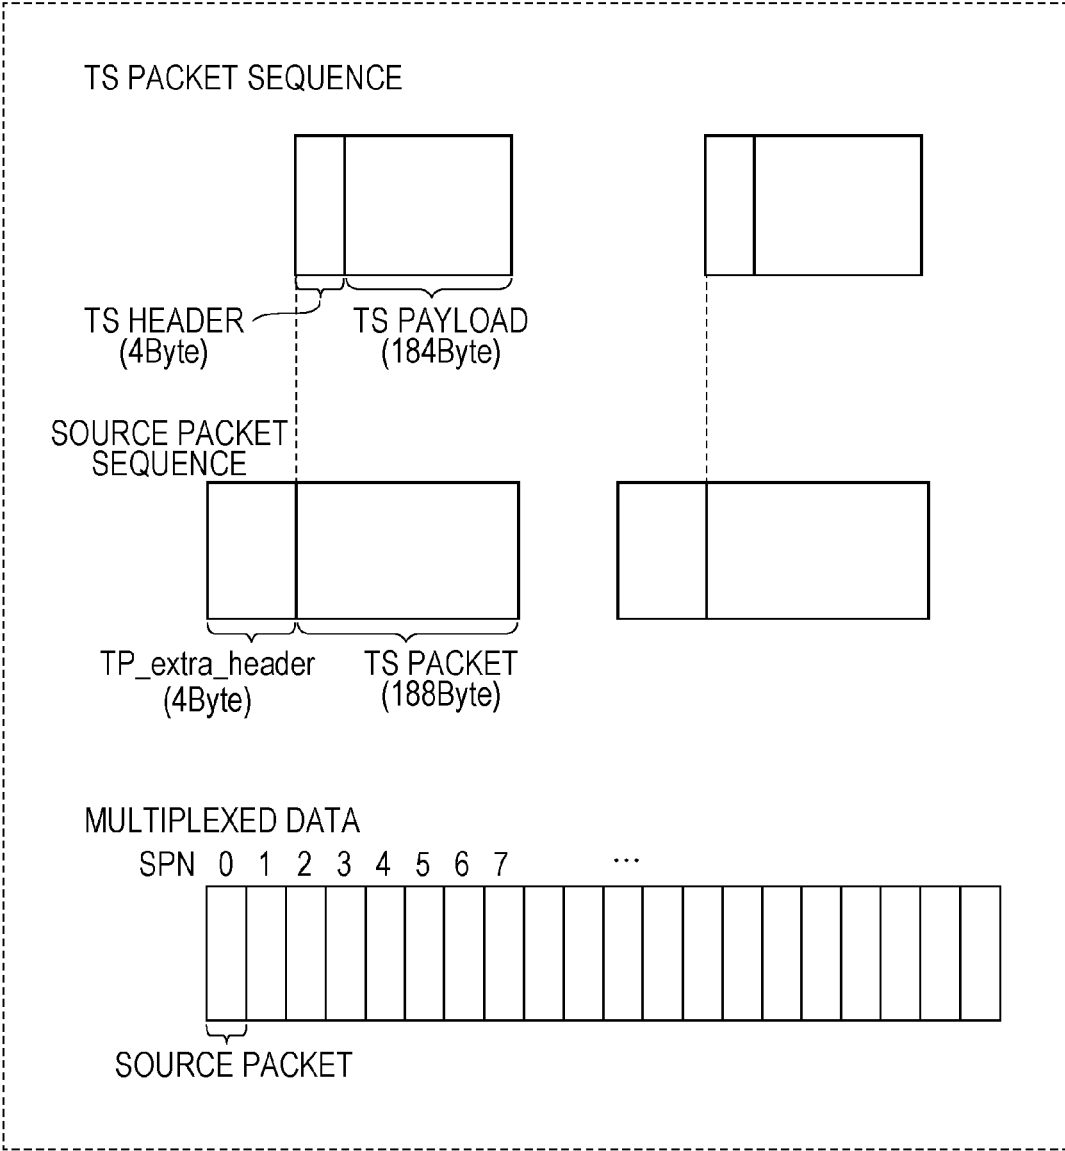 TS PACKET SEQUENCE
TS HEADER
(4Byte)
TS PAYLOAD
(184Byte)
SOURCE PACKET
SEQUENCE
TP_extra_header
(4Byte)
TS PACKET
(188Byte)
MULTIPLEXED DATA
SPN 0 1 2 3 4 5 6 7 ...
SOURCE PACKET